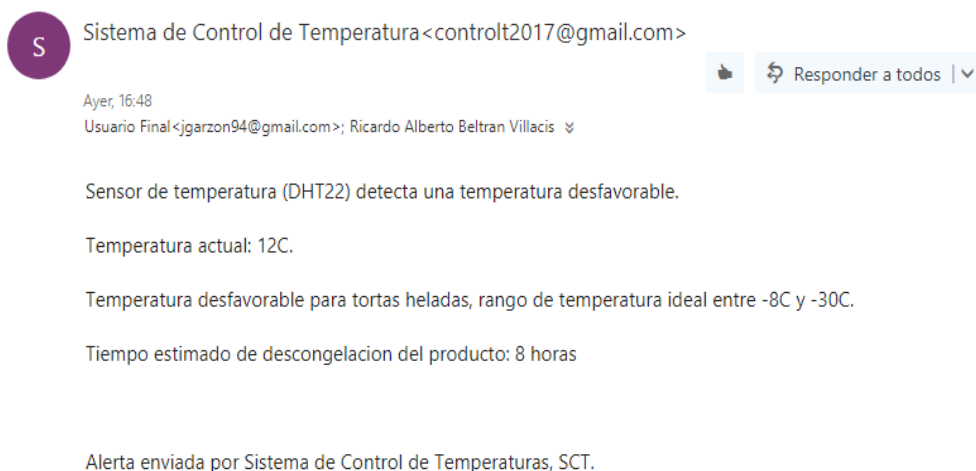 S
Sistema de Control de Temperatura<controlt2017@gmail.com>
Responder a todos
Ayer, 16:48
Usuario Final<jgarzon94@gmail.com>; Ricardo Alberto Beltran Villacis
Sensor de temperatura (DHT22) detecta una temperatura desfavorable.
Temperatura actual: 12C.
Temperatura desfavorable para tortas heladas, rango de temperatura ideal entre -8C y -30C.
Tiempo estimado de descongelacion del producto: 8 horas
Alerta enviada por Sistema de Control de Temperaturas, SCT.